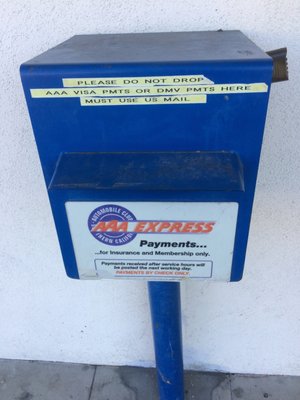 PLEASE DO NOT DROP
AAA VISA PMTS OR DMV PMTS HERE
MUST USE US MAIL
AUTOMOBILE CLUB
AAA EXPRESS
Payments...
...for Insurance and Membership only.
Payments received after service hours will
be posted the next working day.
PAYMENTS BY CHECK ONLY